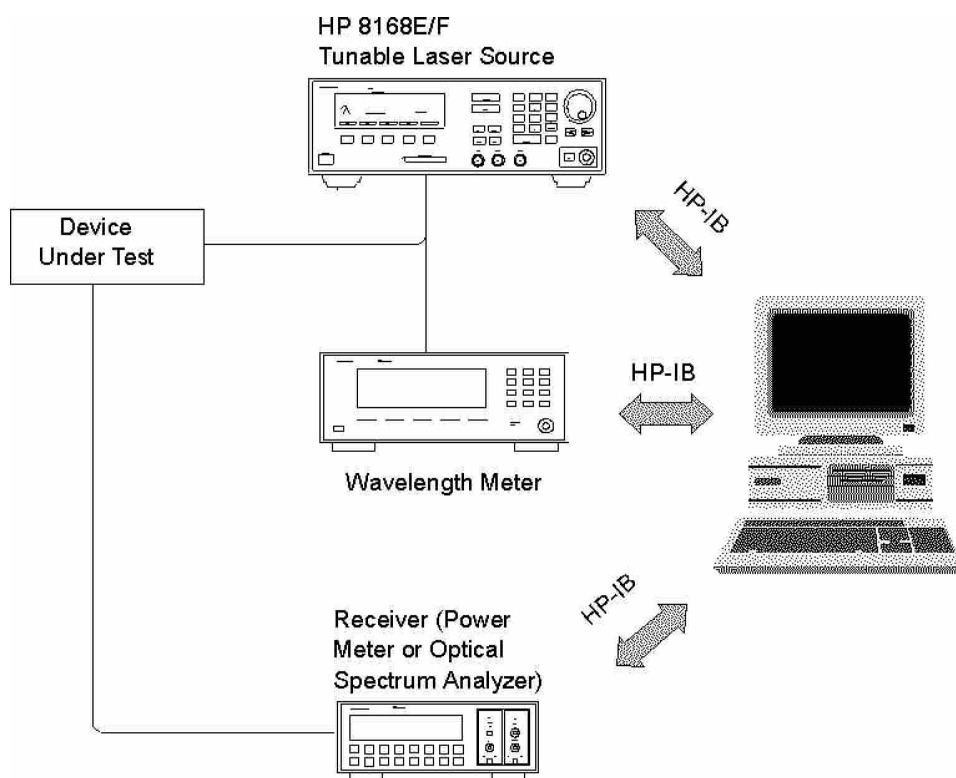 HP 8168E/F
Tunable Laser Source
λ
HP-IB
Device
Under Test
HP-IB
Wavelength Meter
HP-IB
Receiver (Power
Meter or Optical
Spectrum Analyzer)